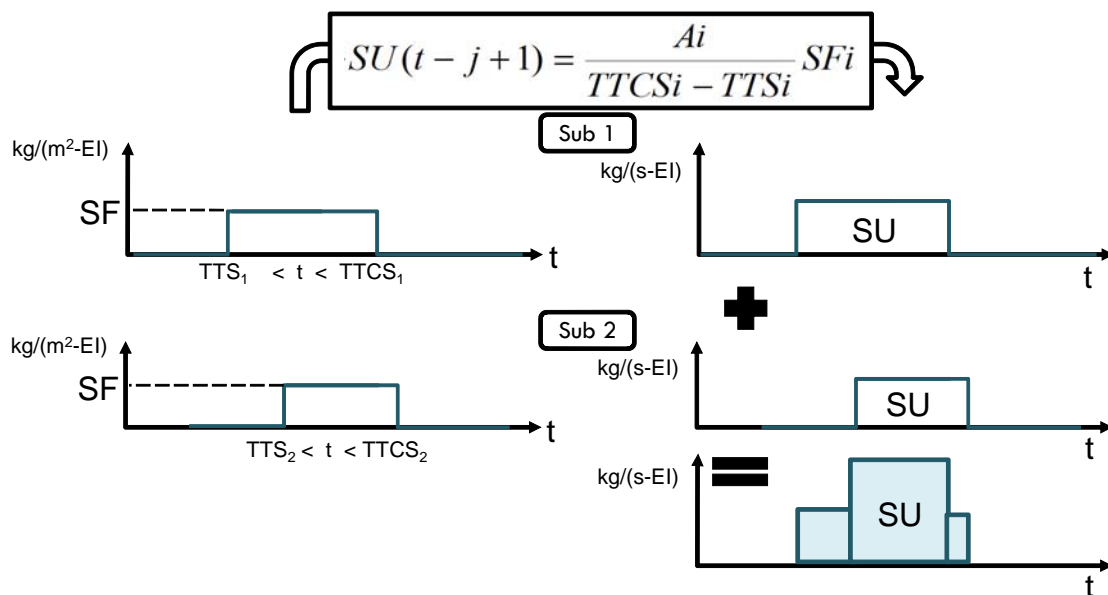 SU(t − j + 1) = Ai / (TTCSi − TTSi) SFi
Sub 1
kg/(m²-EI)
SF
t
TTS₁ < t < TTCS₁
kg/(s-EI)
SU
t
Sub 2
kg/(m²-EI)
SF
t
TTS₂ < t < TTCS₂
kg/(s-EI)
SU
t
kg/(s-EI)
SU
t